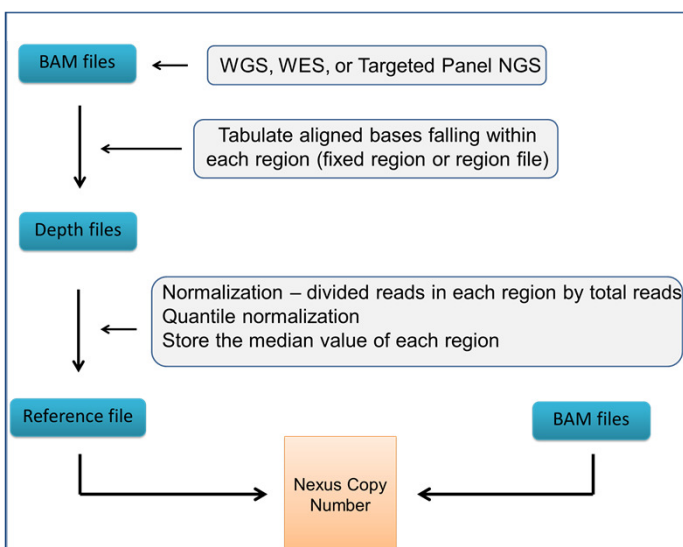 BAM files
WGS, WES, or Targeted Panel NGS
Tabulate aligned bases falling within
each region (fixed region or region file)
Depth files
Normalization – divided reads in each region by total reads
Quantile normalization
Store the median value of each region
Reference file
BAM files
Nexus Copy
Number